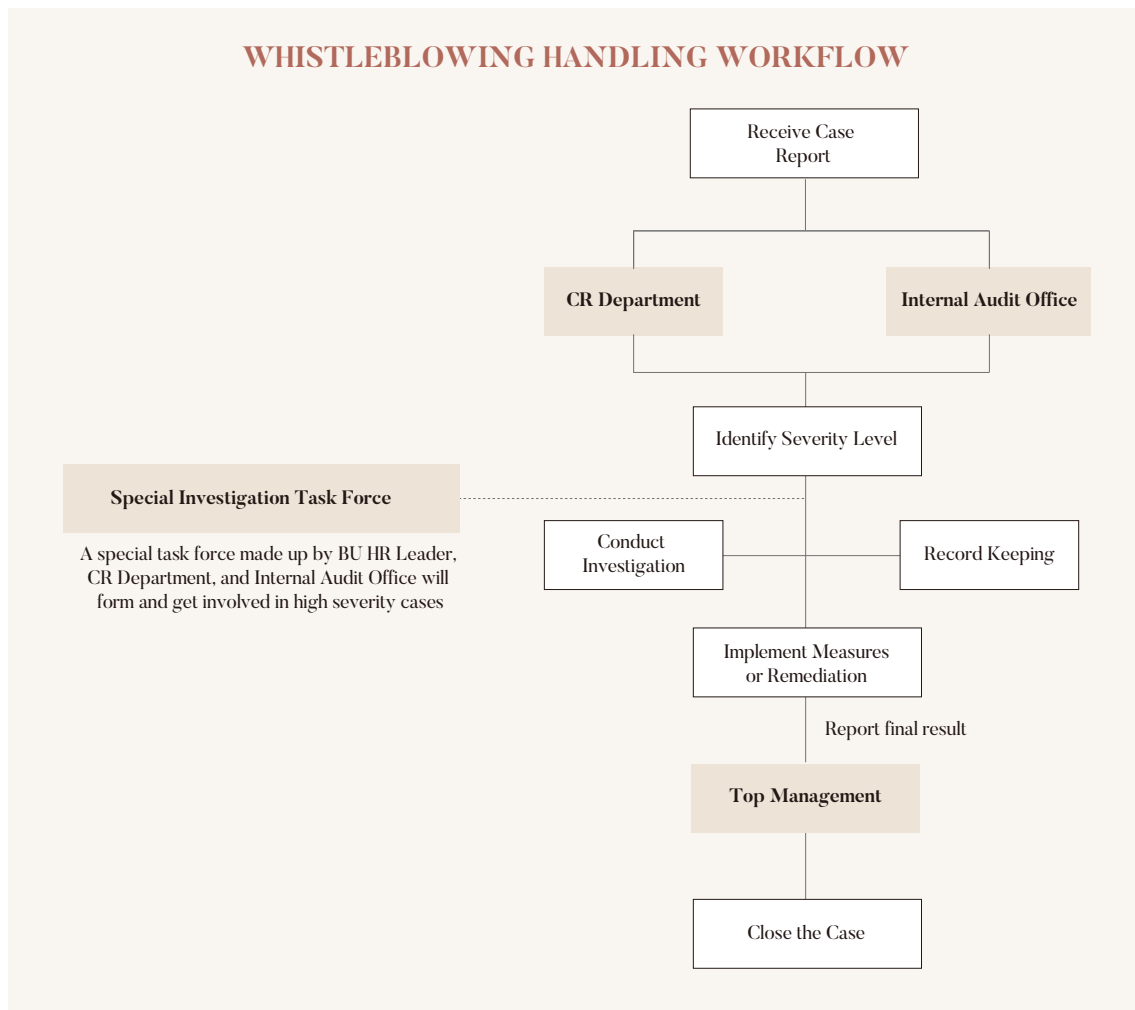 WHISTLEBLOWING HANDLING WORKFLOW
Receive Case
Report
CR Department
Internal Audit Office
Identify Severity Level
Special Investigation Task Force
A special task force made up by BU HR Leader,
CR Department, and Internal Audit Office will
form and get involved in high severity cases
Conduct
Investigation
Record Keeping
Implement Measures
or Remediation
Report final result
Top Management
Close the Case